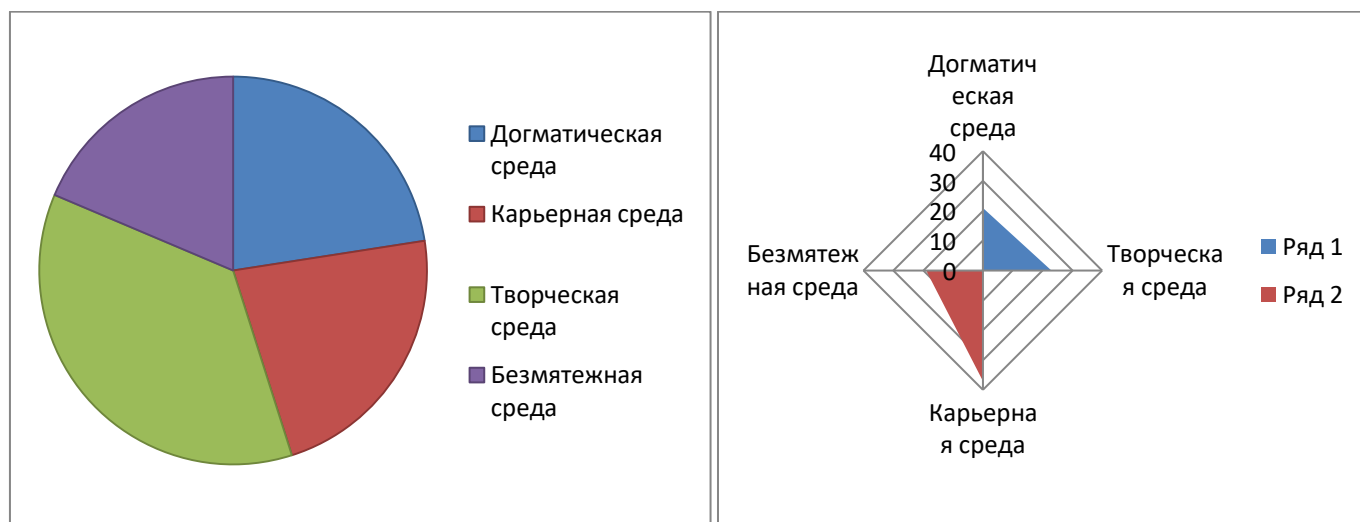 Догматическая
среда
Карьерная среда
Творческая
среда
Безмятежная
среда
Догматич
еская
среда
40
30
20
10
0
Безмятеж
ная среда
Творческа
я среда
Карьерна
я среда
Ряд 1
Ряд 2